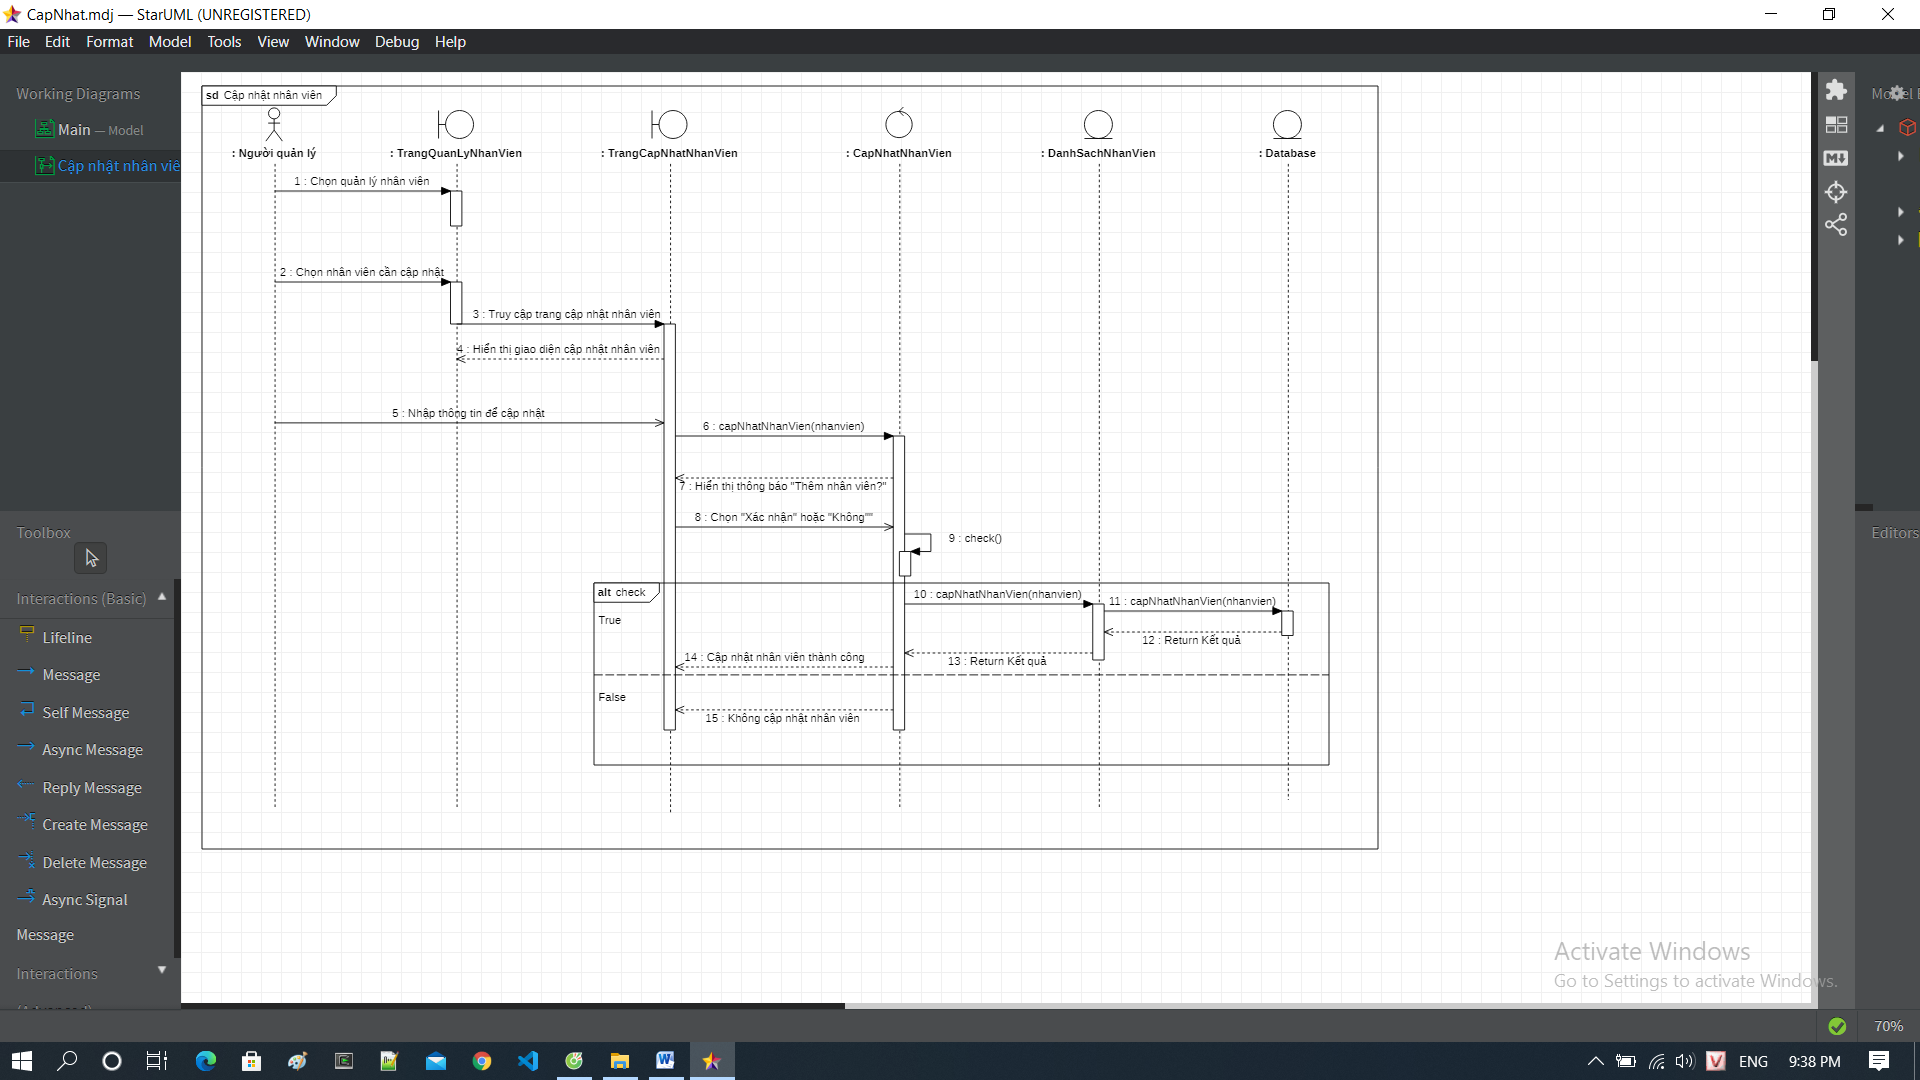 CapNhat.mdj — StarUML (UNREGISTERED)
File Edit Format Model Tools View Window Debug Help
Working Diagrams
Main — Model
Cập nhật nhân viê
sd Cập nhật nhân viên
: Người quản lý
: TrangQuanLyNhanVien
: TrangCapNhatNhanVien
: CapNhatNhanVien
: DanhSachNhanVien
: Database
1 : Chọn quản lý nhân viên
2 : Chọn nhân viên cần cập nhật
3 : Truy cập trang cập nhật nhân viên
4 : Hiển thị giao diện cập nhật nhân viên
5 : Nhập thông tin để cập nhật
6 : capNhatNhanVien(nhanvien)
7 : Hiển thị thông báo "Thêm nhân viên?"
8 : Chọn "Xác nhận" hoặc "Không""
9 : check()
alt check
True
10 : capNhatNhanVien(nhanvien)
11 : capNhatNhanVien(nhanvien)
12 : Return Kết quả
13 : Return Kết quả
14 : Cập nhật nhân viên thành công
False
15 : Không cập nhật nhân viên
Toolbox
Interactions (Basic)
Lifeline
Message
Self Message
Async Message
Reply Message
Create Message
Delete Message
Async Signal
Message
Interactions
Editors
Activate Windows
Go to Settings to activate Windows.
70%
ENG
9:38 PM